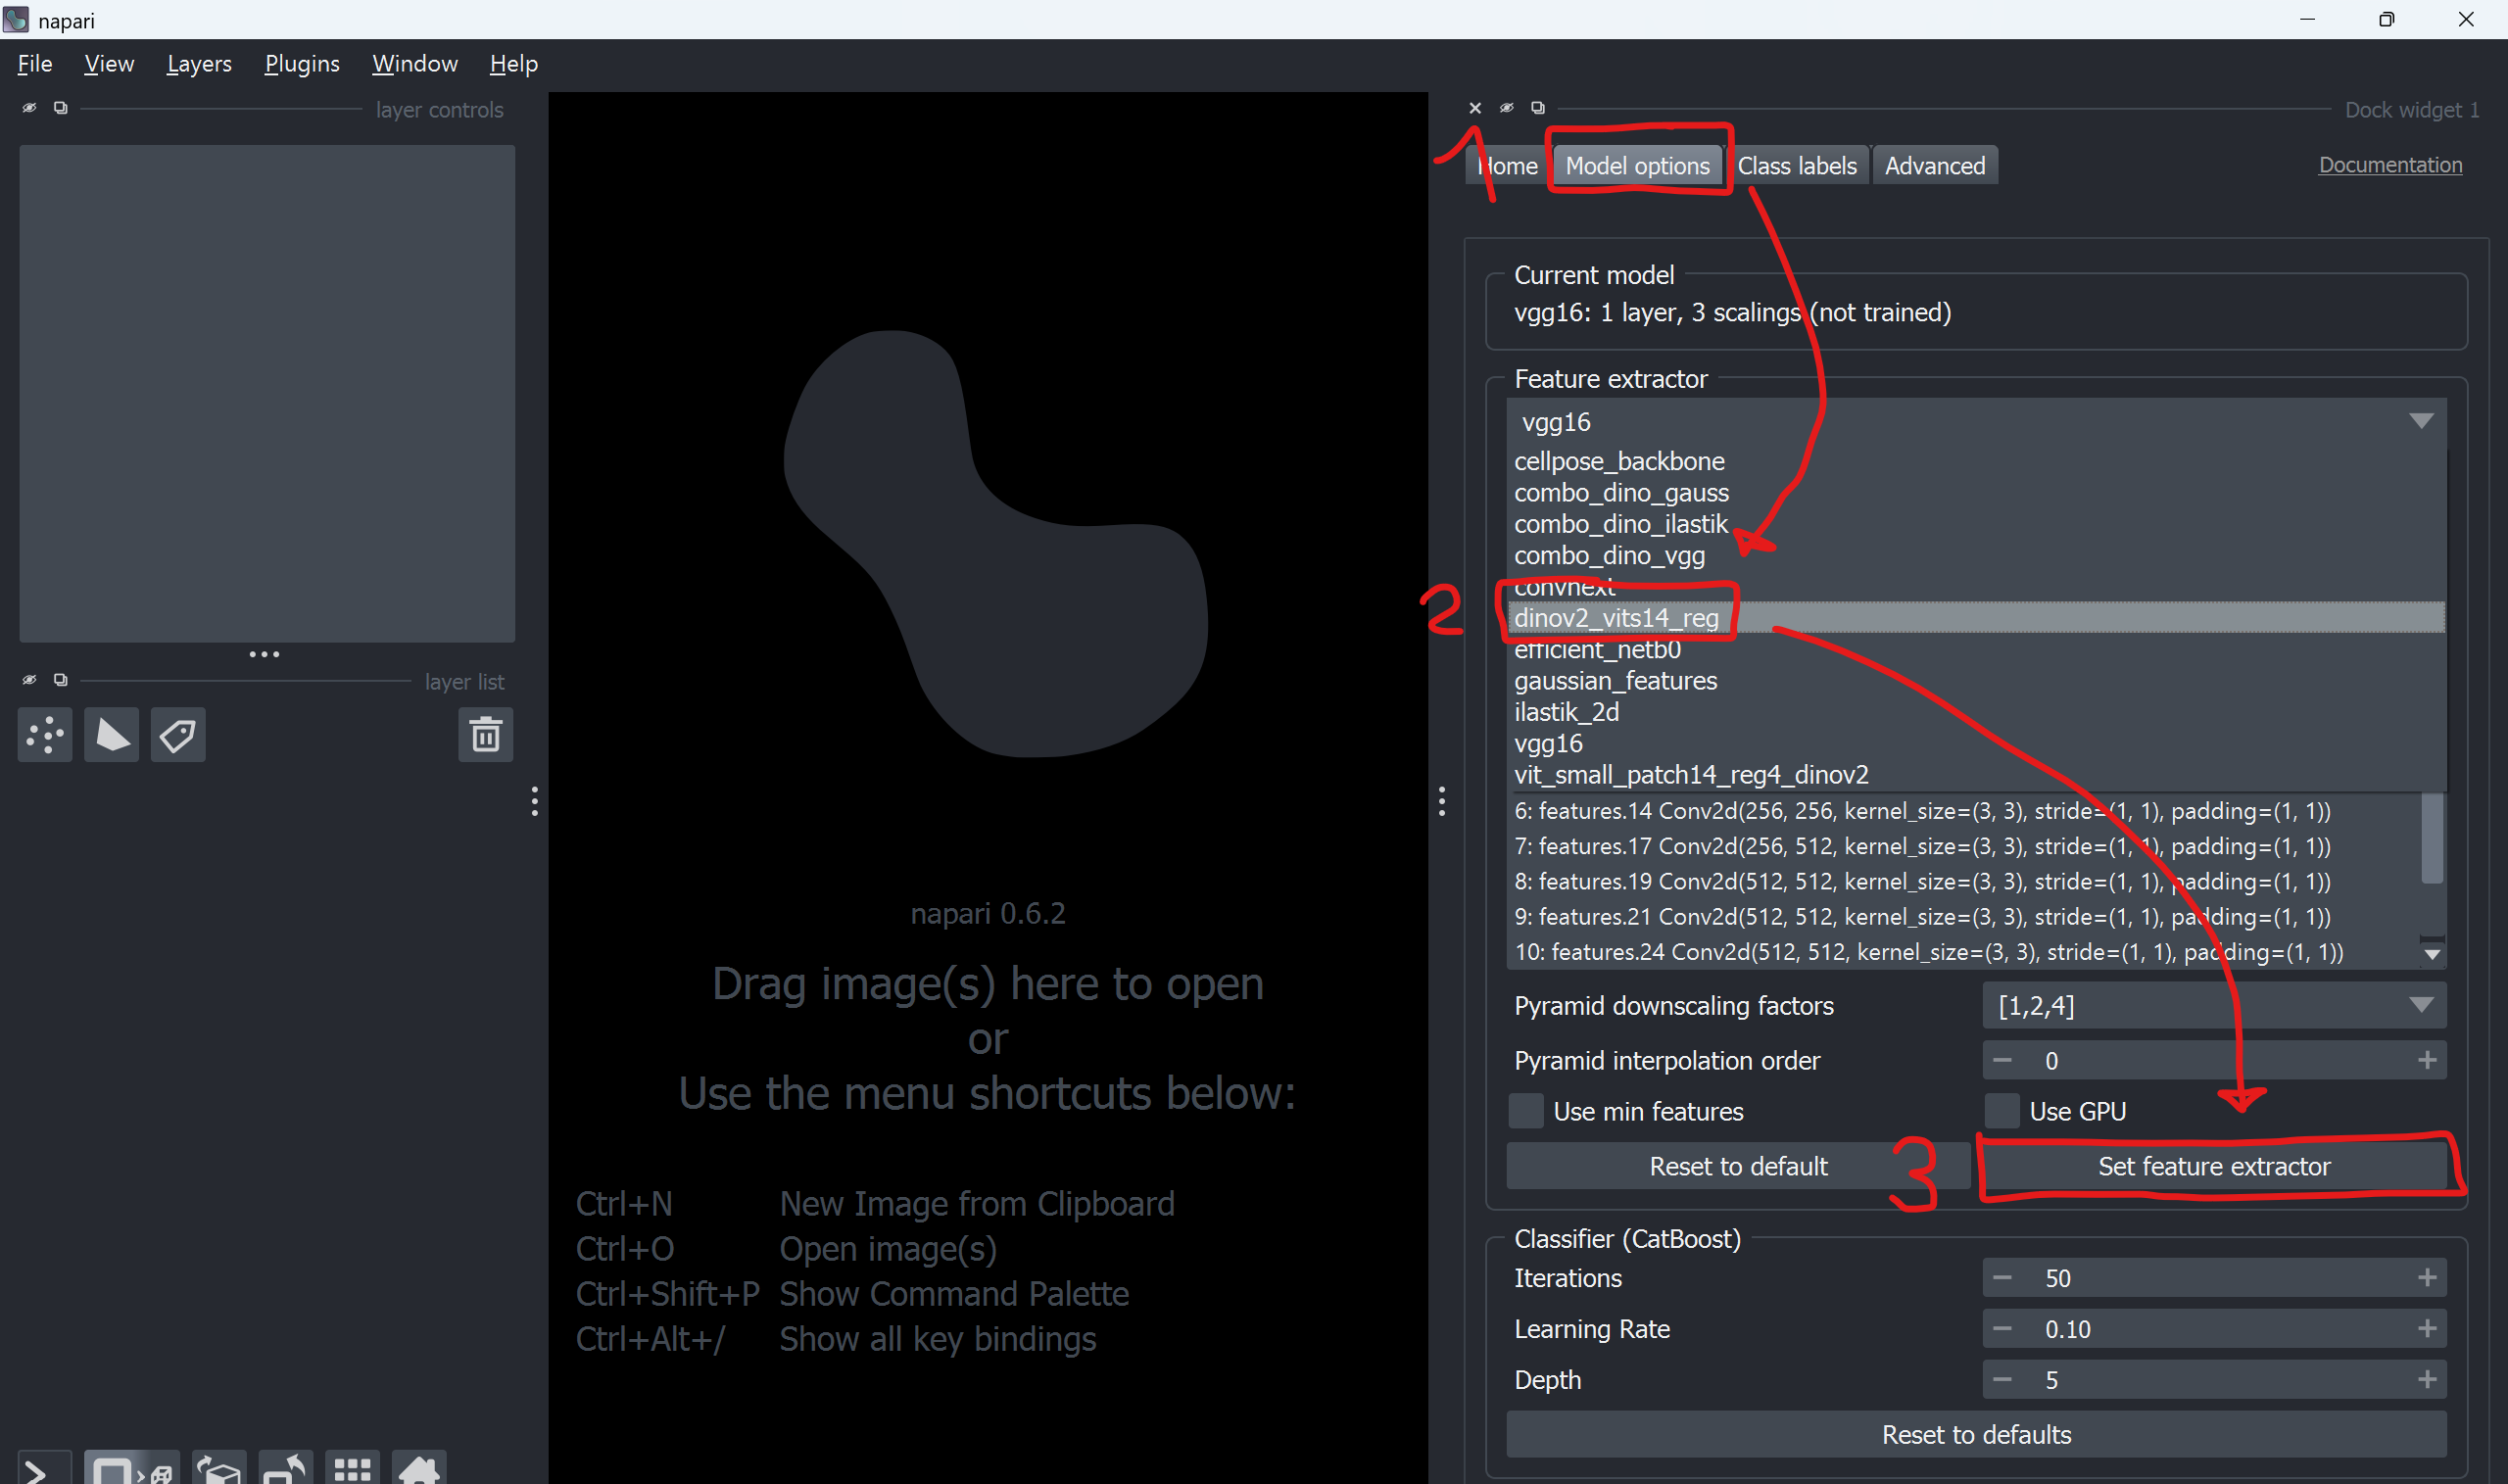 napari
File View Layers Plugins Window Help
layer controls
layer list
napari 0.6.2
Drag image(s) here to open
or
Use the menu shortcuts below:
Ctrl+N New Image from Clipboard
Ctrl+O Open image(s)
Ctrl+Shift+P Show Command Palette
Ctrl+Alt+/ Show all key bindings
Dock widget 1
1
Home Model options Class labels Advanced Documentation
Current model
vgg16: 1 layer, 3 scalings (not trained)
Feature extractor
vgg16
cellpose_backbone
combo_dino_gauss
combo_dino_ilastik
combo_dino_vgg
convnext
2
dinov2_vits14_reg
efficient_netb0
gaussian_features
ilastik_2d
vgg16
vit_small_patch14_reg4_dinov2
6: features.14 Conv2d(256, 256, kernel_size=(3, 3), stride=(1, 1), padding=(1, 1))
7: features.17 Conv2d(256, 512, kernel_size=(3, 3), stride=(1, 1), padding=(1, 1))
8: features.19 Conv2d(512, 512, kernel_size=(3, 3), stride=(1, 1), padding=(1, 1))
9: features.21 Conv2d(512, 512, kernel_size=(3, 3), stride=(1, 1), padding=(1, 1))
10: features.24 Conv2d(512, 512, kernel_size=(3, 3), stride=(1, 1), padding=(1, 1))
Pyramid downscaling factors [1,2,4]
Pyramid interpolation order 0
Use min features Use GPU
Reset to default 3 Set feature extractor
Classifier (CatBoost)
Iterations 50
Learning Rate 0.10
Depth 5
Reset to defaults